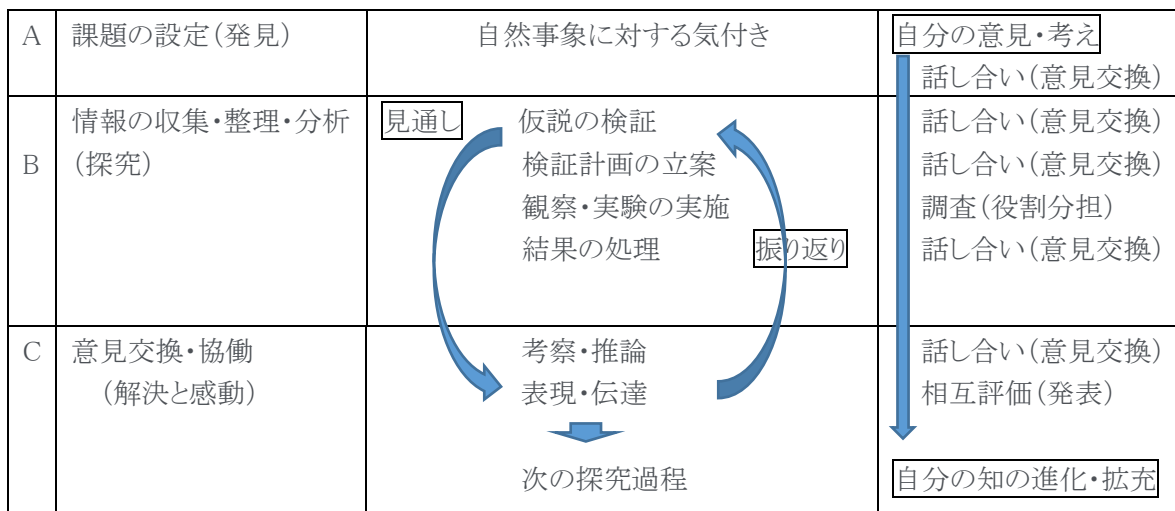 A 課題の設定(発見) 自然事象に対する気付き 自分の意見・考え
話し合い(意見交換)
情報の収集・整理・分析 見通し 仮説の検証 話し合い(意見交換)
B (探究) 検証計画の立案 話し合い(意見交換)
観察・実験の実施 調査(役割分担)
結果の処理 振り返り 話し合い(意見交換)
C 意見交換・協働 考察・推論 話し合い(意見交換)
(解決と感動) 表現・伝達 相互評価(発表)
次の探究過程 自分の知の進化・拡充